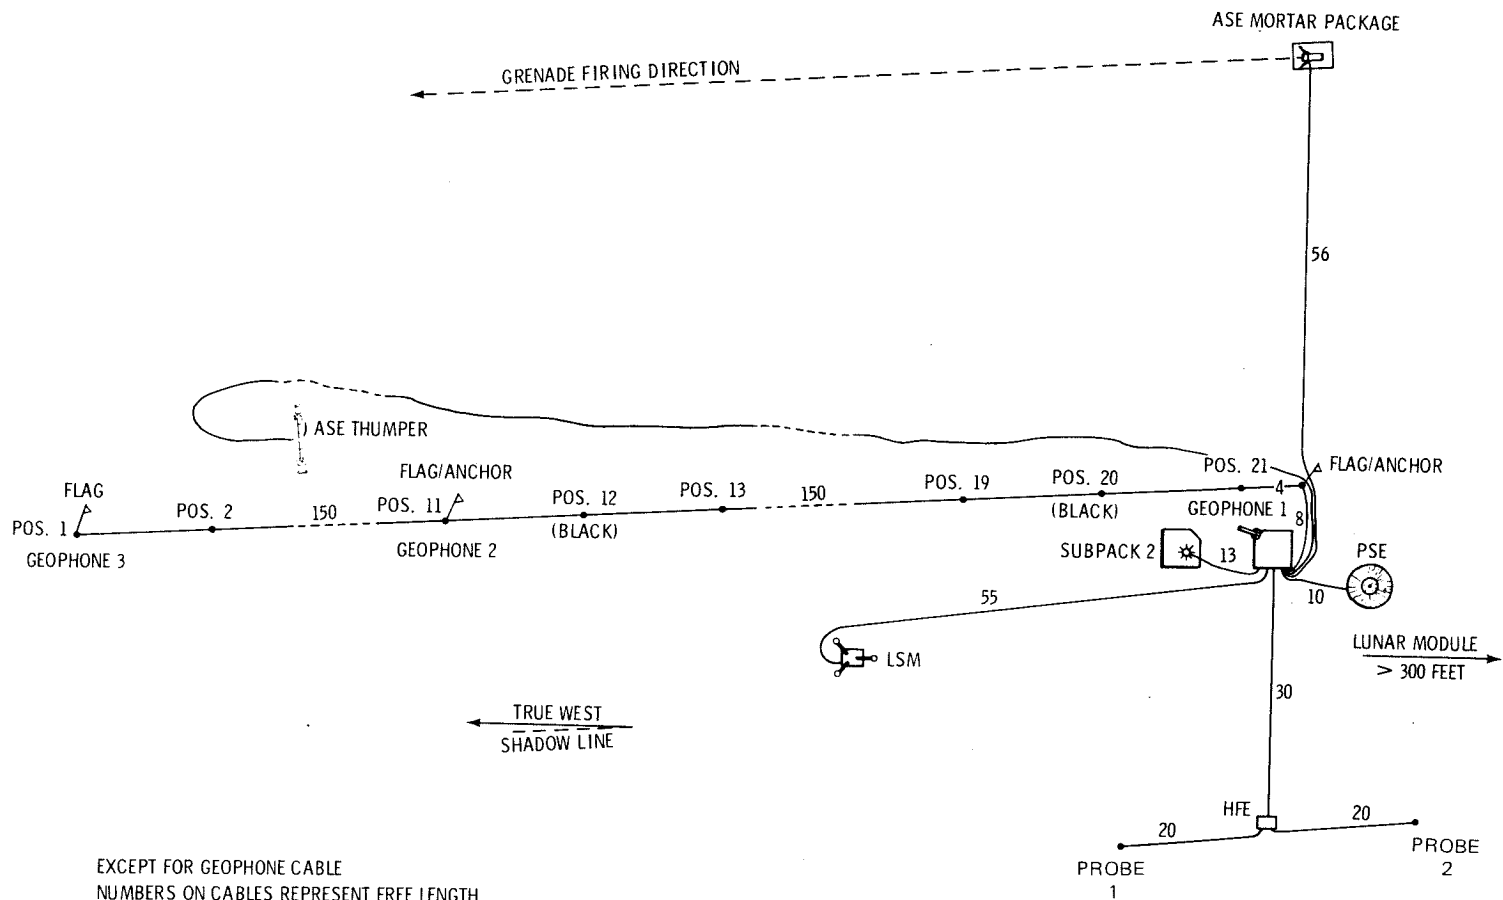 ASE MORTAR PACKAGE
GRENADE FIRING DIRECTION
56
ASE THUMPER
FLAG
POS. 1
GEOPHONE 3
POS. 2
150
FLAG/ANCHOR
POS. 11
GEOPHONE 2
POS. 12
(BLACK)
POS. 13
150
POS. 19
POS. 20
(BLACK)
POS. 21
GEOPHONE 1
4
FLAG/ANCHOR
8
SUBPACK 2
13
PSE
10
55
LSM
LUNAR MODULE
> 300 FEET
30
TRUE WEST
SHADOW LINE
HFE
20
20
PROBE
1
PROBE
2
EXCEPT FOR GEOPHONE CABLE
NUMBERS ON CABLES REPRESENT FREE LENGTH